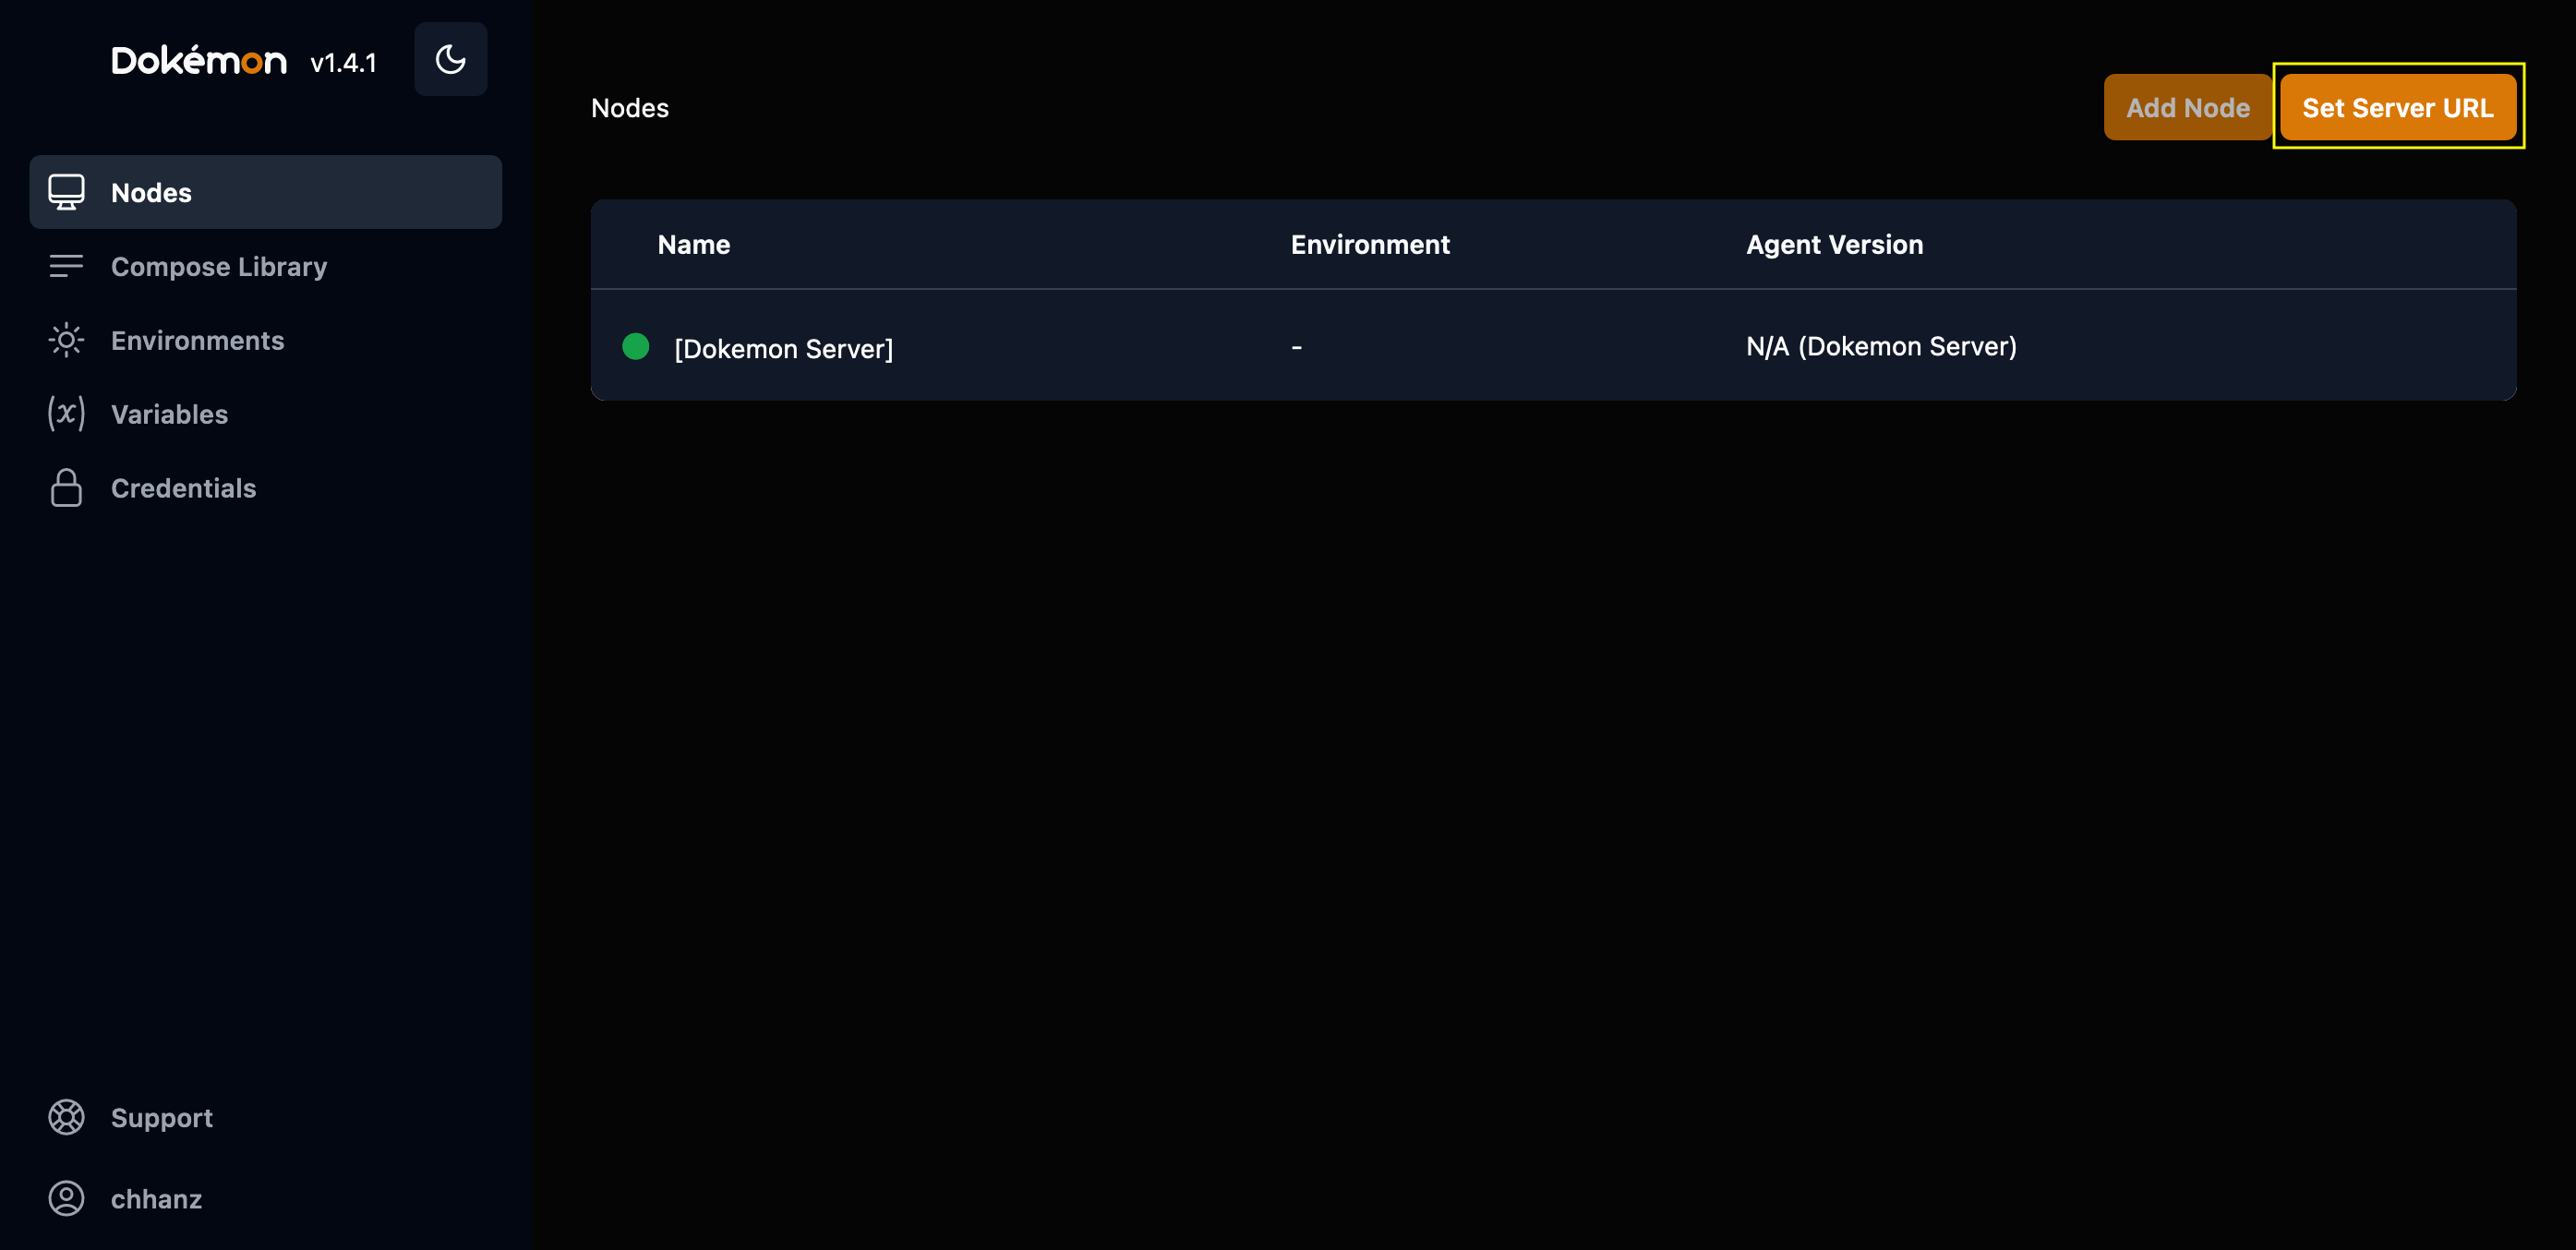 Dokémon v1.4.1
Nodes
Compose Library
Environments
(x) Variables
Credentials
Support
chhanz
Nodes
Add Node
Set Server URL
Name Environment Agent Version
[Dokemon Server] - N/A (Dokemon Server)